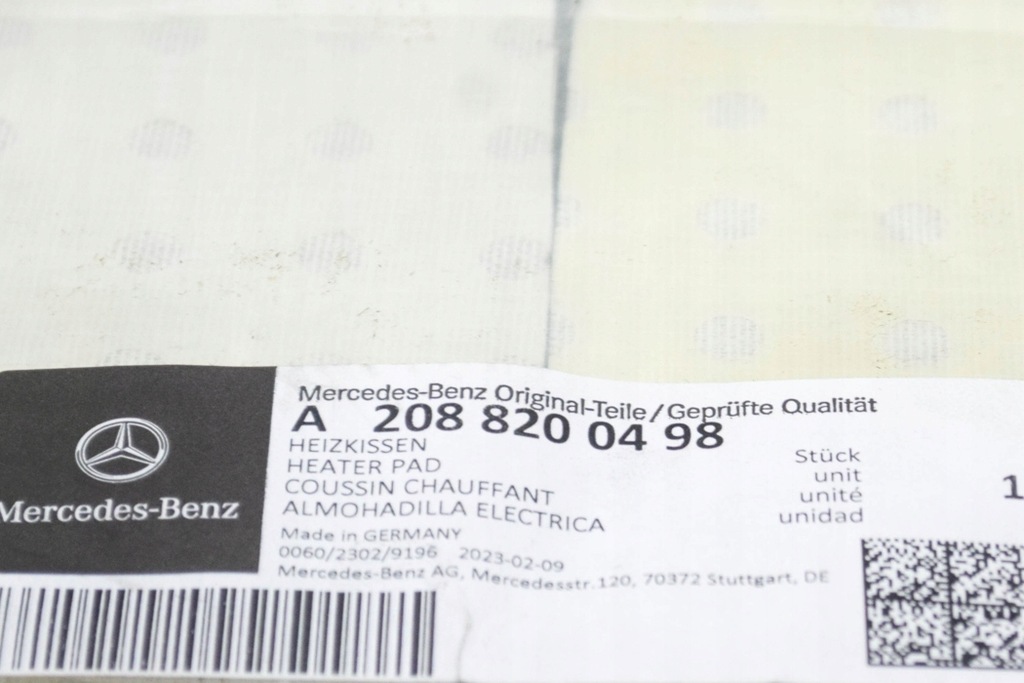 Mercedes-Benz
Mercedes-Benz Original-Teile/Geprüfte Qualität
A 208 820 04 98
HEIZKISSEN
HEATER PAD
COUSSIN CHAUFFANT
ALMOHADILLA ELECTRICA
Stück
unit
unité
unidad
1
Made in GERMANY
0060/2302/9196 2023-02-09
Mercedes-Benz AG, Mercedesstr.120, 70372 Stuttgart, DE